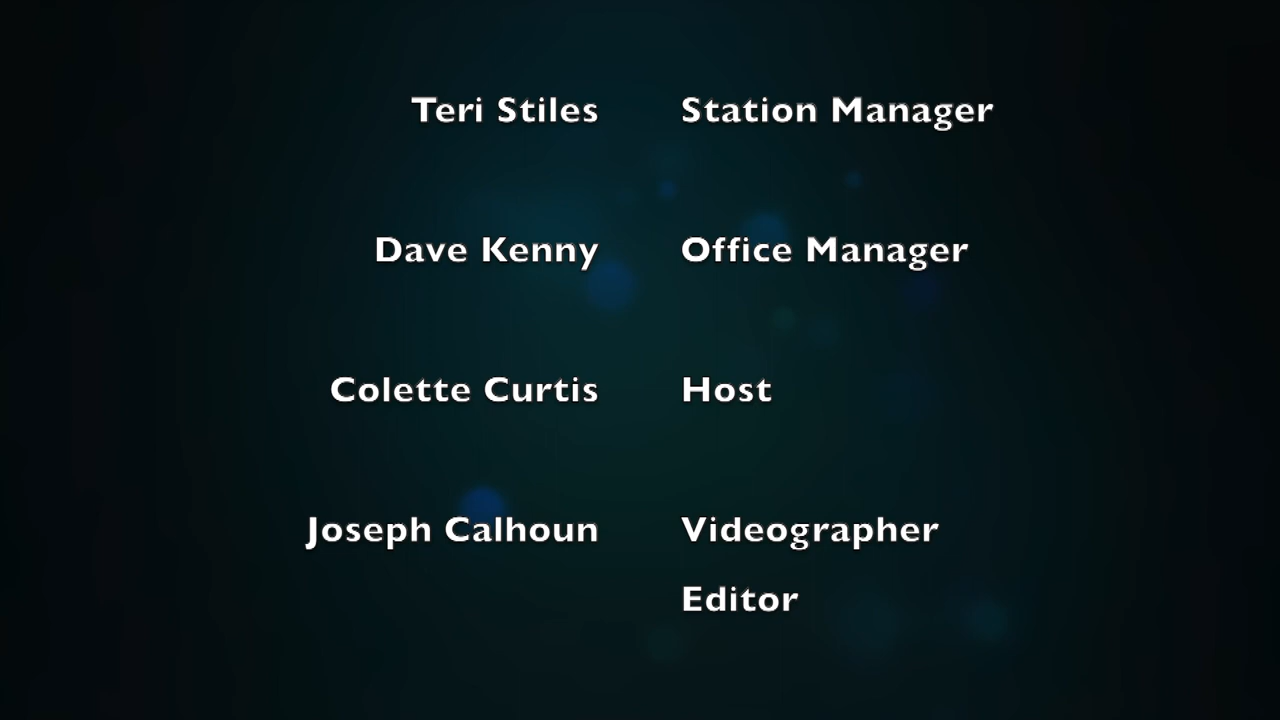 Teri Stiles Station Manager
Dave Kenny Office Manager
Colette Curtis Host
Joseph Calhoun Videographer
Editor